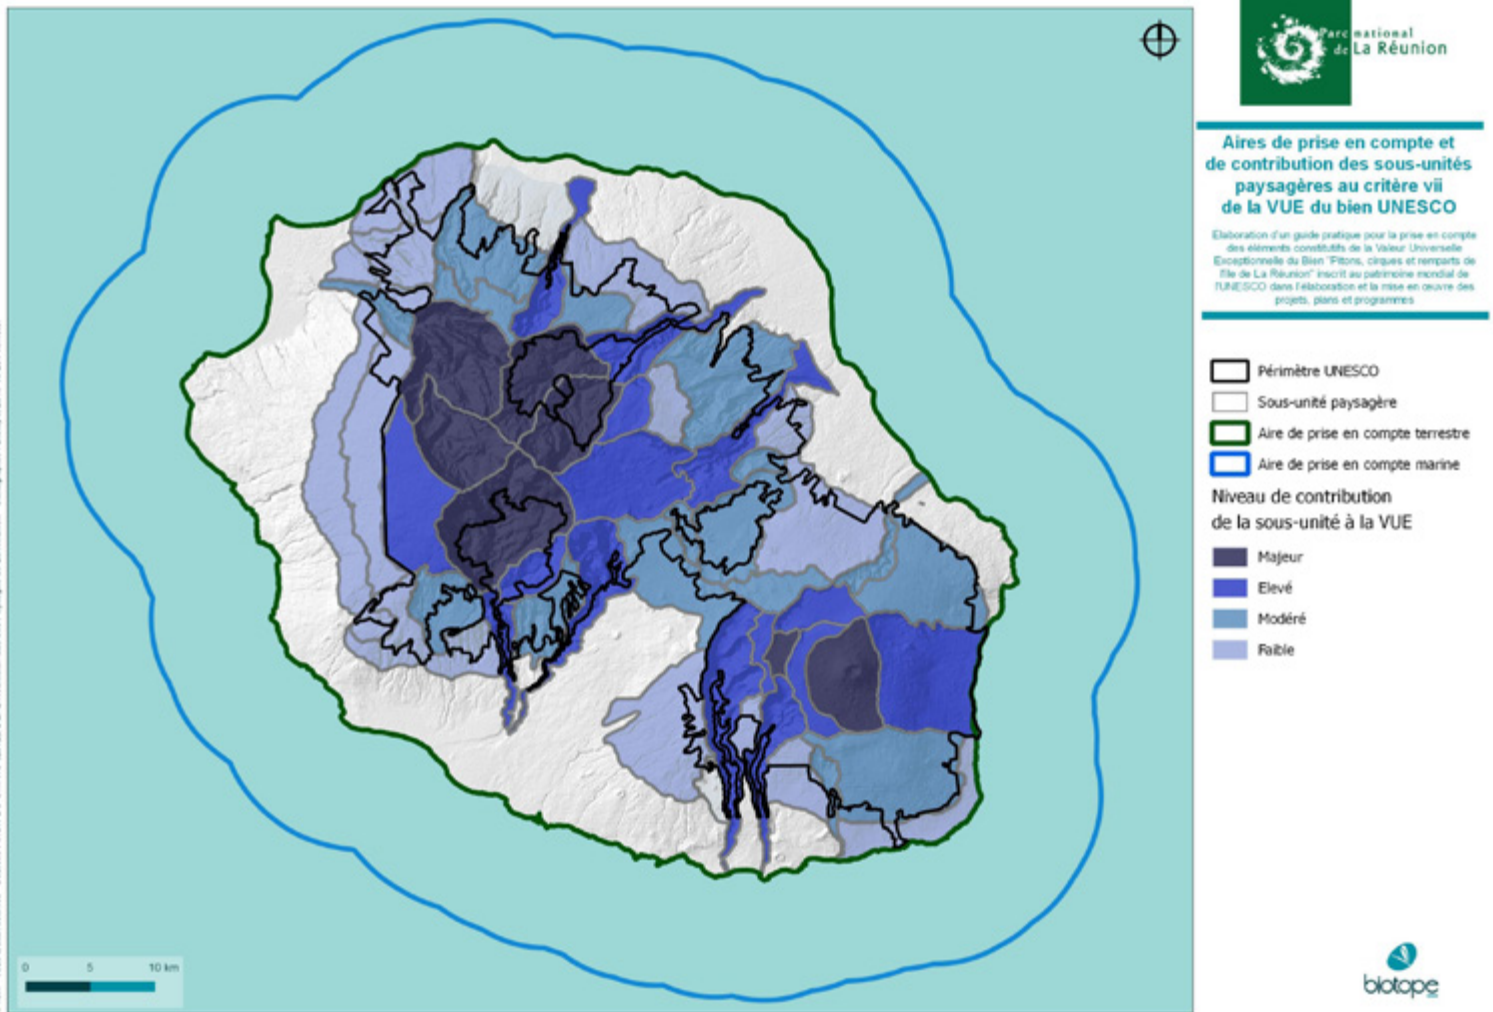 Parc national
de La Réunion
Aires de prise en compte et
de contribution des sous-unités
paysagères au critère vii
de la VUE du bien UNESCO
Elaboration d'un guide pratique pour la prise en compte
des éléments constitutifs de la Valeur Universelle
Exceptionnelle du Bien "Pitons, cirques et remparts de
l'île de La Réunion" inscrit au patrimoine mondial de
l'UNESCO dans l'élaboration et la mise en œuvre des
projets, plans et programmes
Périmètre UNESCO
Sous-unité paysagère
Aire de prise en compte terrestre
Aire de prise en compte marine
Niveau de contribution
de la sous-unité à la VUE
Majeur
Elevé
Modéré
Faible
0 5 10 km
biotope